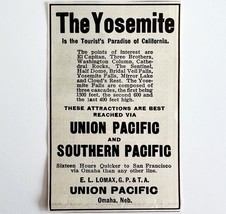 The Yosemite
Is the Tourist's Paradise of California.
The points of interest are
El Capitan, Three Brothers,
Washington Column, Cathe-
dral Rocks, The Sentinel,
Half Dome, Bridal Veil Falls,
Yosemite Falls, Mirror Lake
and Cloud's Rest. The Yose-
mite Falls are composed of
three cascades, the first being
1500 feet, the second 600 and
the last 400 feet high.
THESE ATTRACTIONS ARE BEST
REACHED VIA
UNION PACIFIC
AND
SOUTHERN PACIFIC
Sixteen Hours Quicker to San Francisco
via Omaha than any other line.
E. L. LOMAX, G. P. & T. A.
UNION PACIFIC
Omaha, Neb.